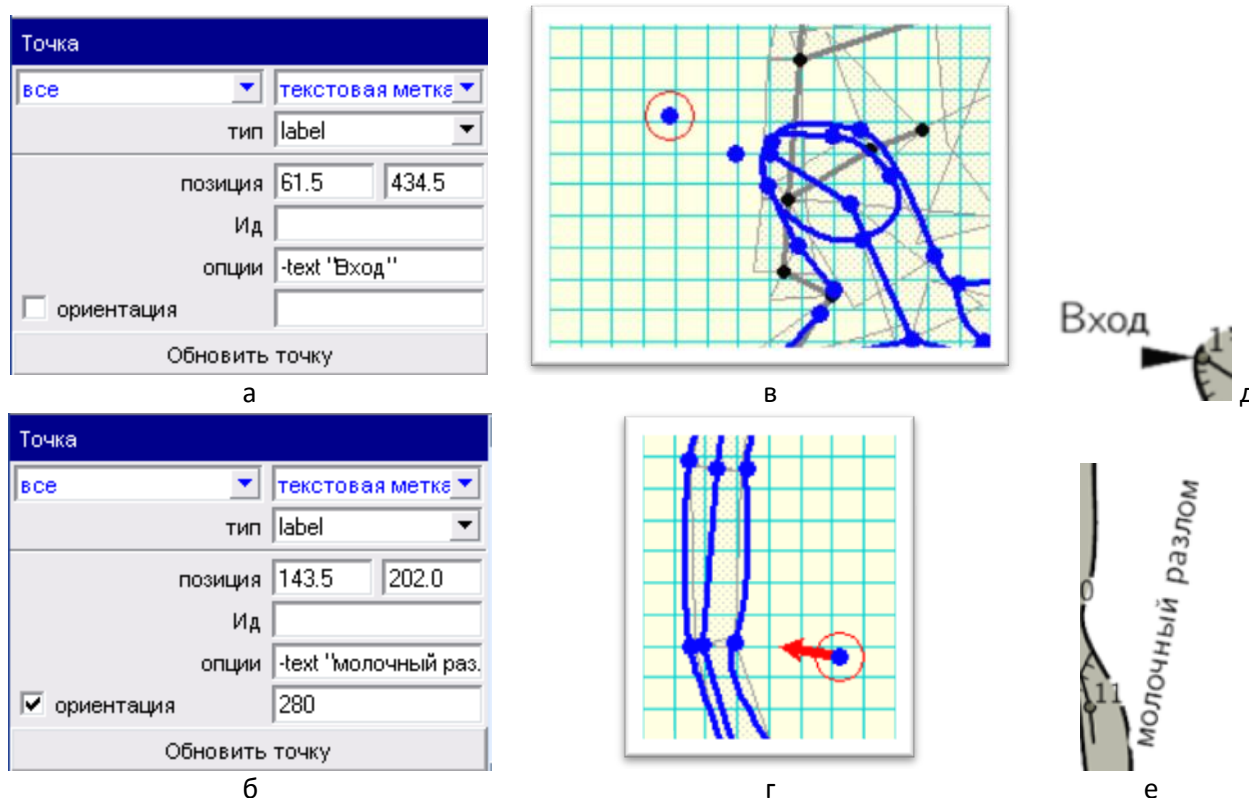 Точка
все текстовая метка
тип label
позиция 61.5 434.5
Ид
опции -text "Вход"
ориентация
Обновить точку
а
в
Вход
д
Точка
все текстовая метка
тип label
позиция 143.5 202.0
Ид
опции -text "молочный раз.
ориентация 280
Обновить точку
б
г
0
11
молочный разлом
е